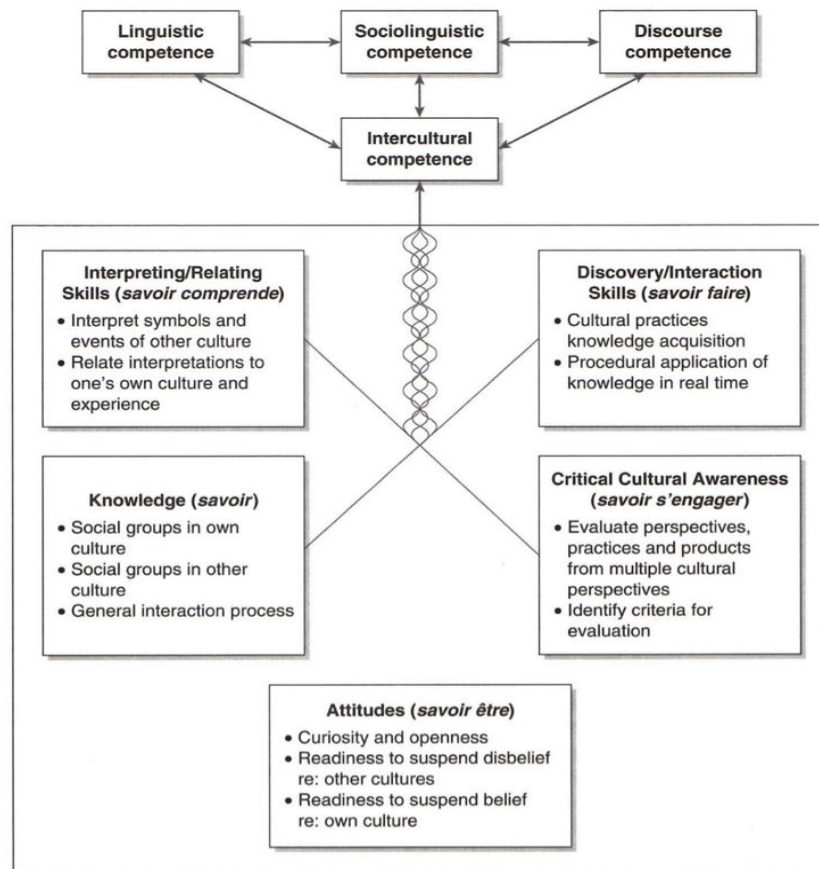 Linguistic
competence
Sociolinguistic
competence
Discourse
competence
Intercultural
competence
Interpreting/Relating
Skills (savoir comprende)
• Interpret symbols and
events of other culture
• Relate interpretations to
one's own culture and
experience
Discovery/Interaction
Skills (savoir faire)
• Cultural practices
knowledge acquisition
• Procedural application of
knowledge in real time
Knowledge (savoir)
• Social groups in own
culture
• Social groups in other
culture
• General interaction process
Critical Cultural Awareness
(savoir s'engager)
• Evaluate perspectives,
practices and products
from multiple cultural
perspectives
• Identify criteria for
evaluation
Attitudes (savoir être)
• Curiosity and openness
• Readiness to suspend disbelief
re: other cultures
• Readiness to suspend belief
re: own culture